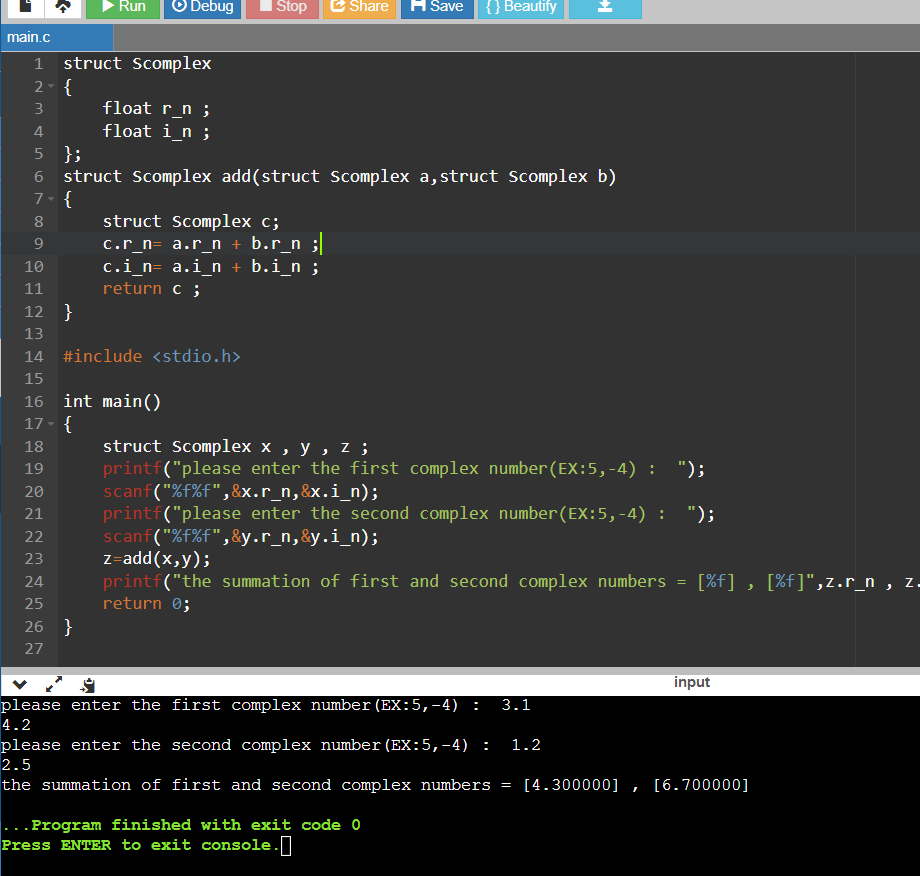 Run Debug Stop Share Save {} Beautify
main.c
1 struct Scomplex
2 {
3 float r_n ;
4 float i_n ;
5 };
6 struct Scomplex add(struct Scomplex a,struct Scomplex b)
7 {
8 struct Scomplex c;
9 c.r_n= a.r_n + b.r_n ;
10 c.i_n= a.i_n + b.i_n ;
11 return c ;
12 }
13
14 #include <stdio.h>
15
16 int main()
17 {
18 struct Scomplex x , y , z ;
19 printf("please enter the first complex number(EX:5,-4) :  ");
20 scanf("%f%f",&x.r_n,&x.i_n);
21 printf("please enter the second complex number(EX:5,-4) :  ");
22 scanf("%f%f",&y.r_n,&y.i_n);
23 z=add(x,y);
24 printf("the summation of first and second complex numbers = [%f] , [%f]",z.r_n , z.
25 return 0;
26 }
27
input
please enter the first complex number(EX:5,-4) :  3.1
4.2
please enter the second complex number(EX:5,-4) :  1.2
2.5
the summation of first and second complex numbers = [4.300000] , [6.700000]
...Program finished with exit code 0
Press ENTER to exit console.